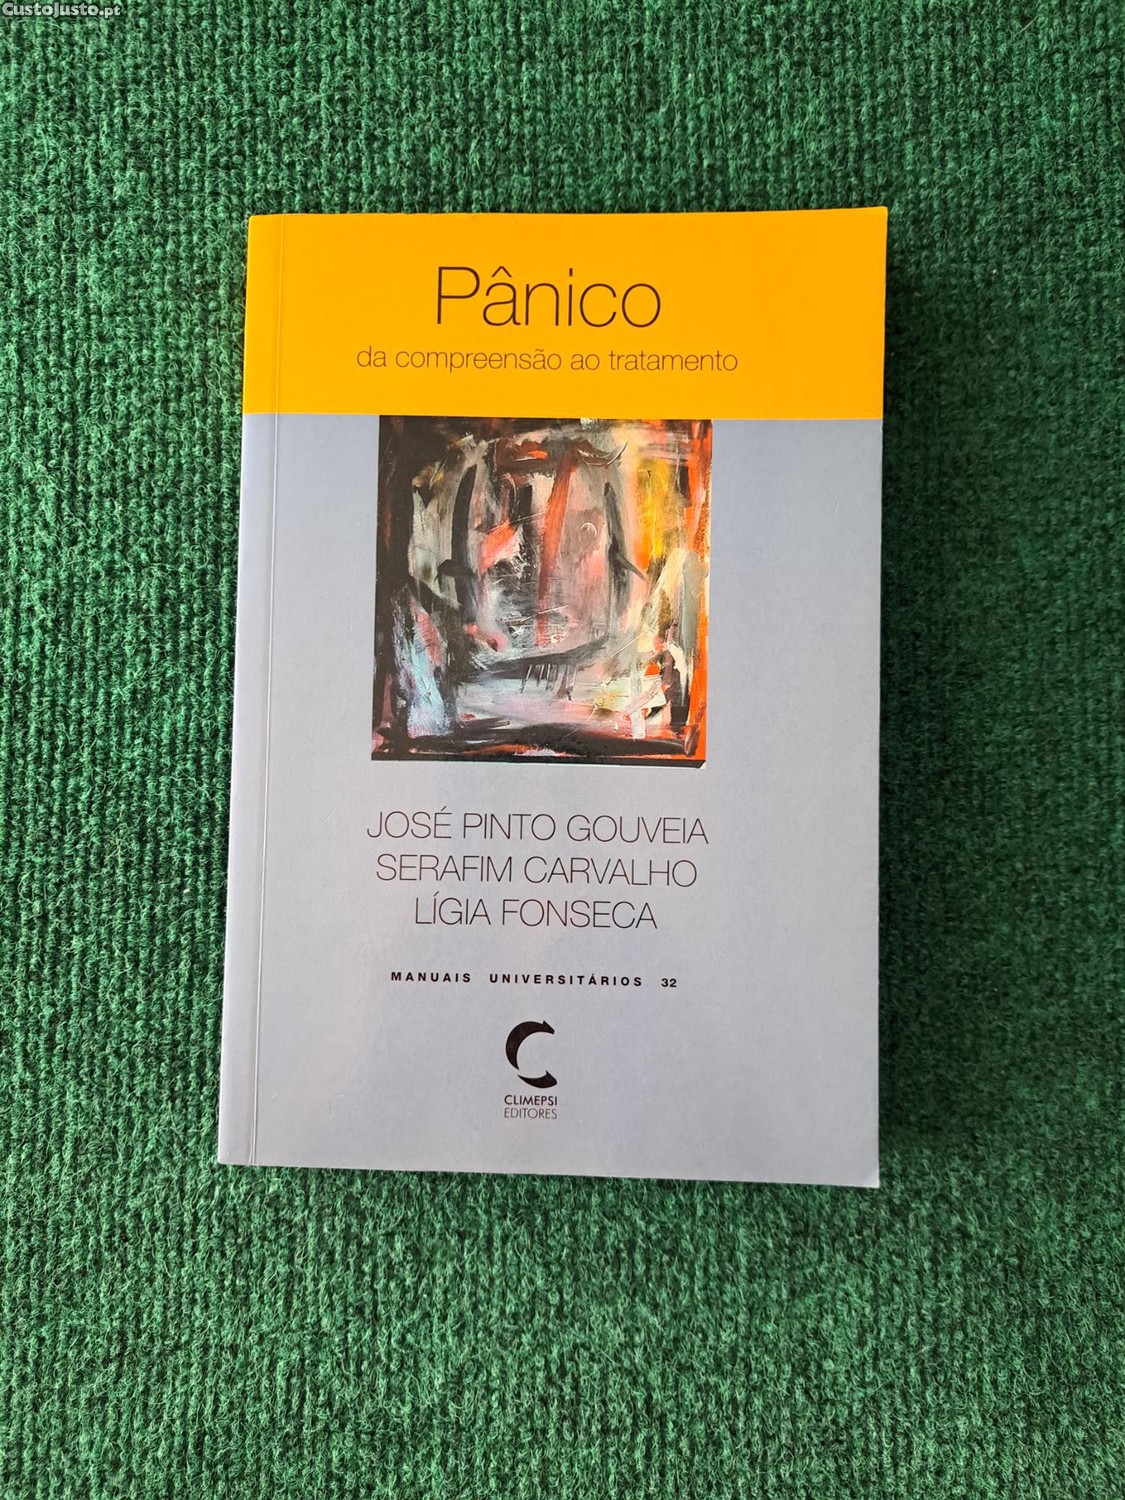 CustoJusto.pt
Pânico
da compreensão ao tratamento
JOSÉ PINTO GOUVEIA
SERAFIM CARVALHO
LÍGIA FONSECA
MANUAIS UNIVERSITÁRIOS 32
CLIMEPSI
EDITORES